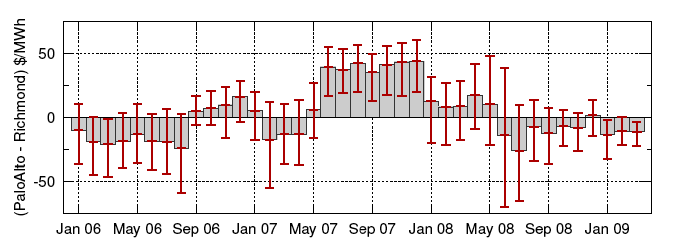 (PaloAlto - Richmond) $/MWh
50
0
-50
Jan 06 May 06 Sep 06 Jan 07 May 07 Sep 07 Jan 08 May 08 Sep 08 Jan 09